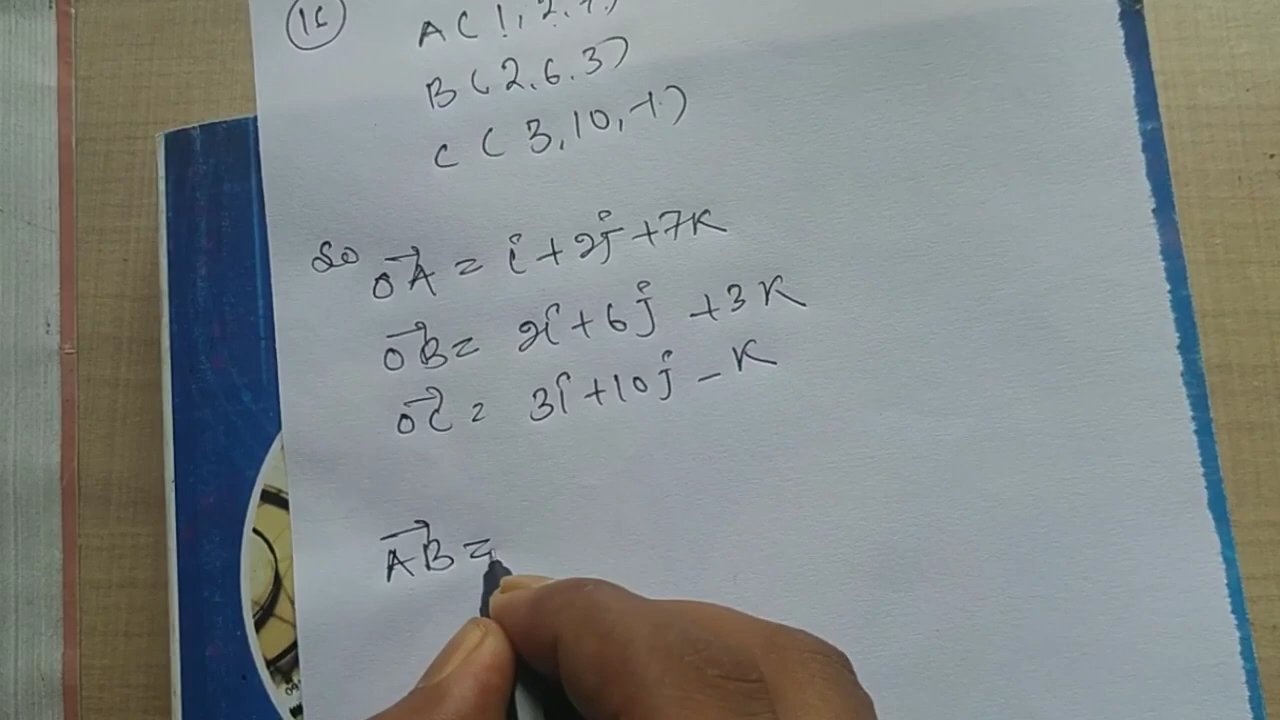 16
A ( 1, 2, 7)
B ( 2, 6, 3)
C ( 3, 10, -1)
So OA = i + 2j + 7K
OB = 2i + 6j + 3K
OC = 3i + 10j - K
AB =